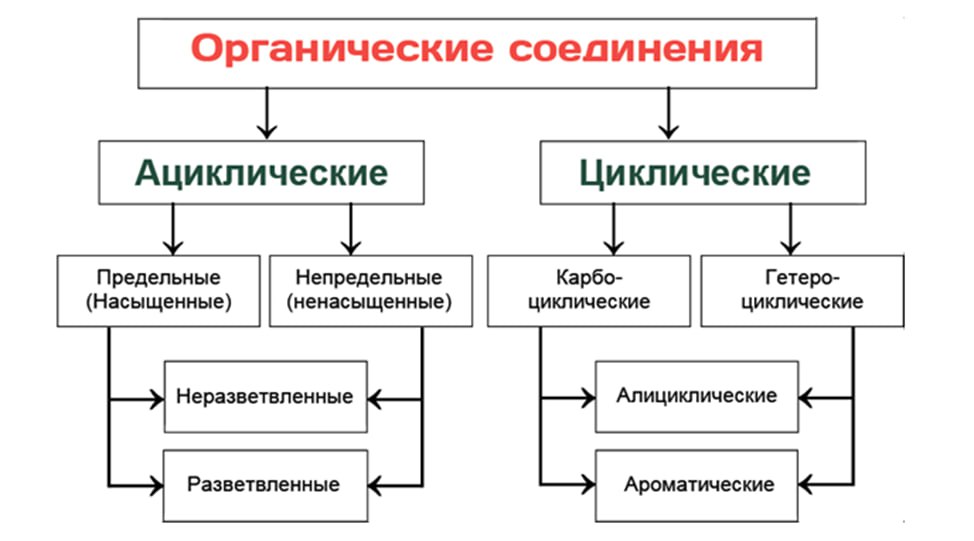 Органические соединения
Ациклические
Циклические
Предельные
(Насыщенные)
Непредельные
(ненасыщенные)
Карбо-
циклические
Гетеро-
циклические
Неразветвленные
Алициклические
Разветвленные
Ароматические